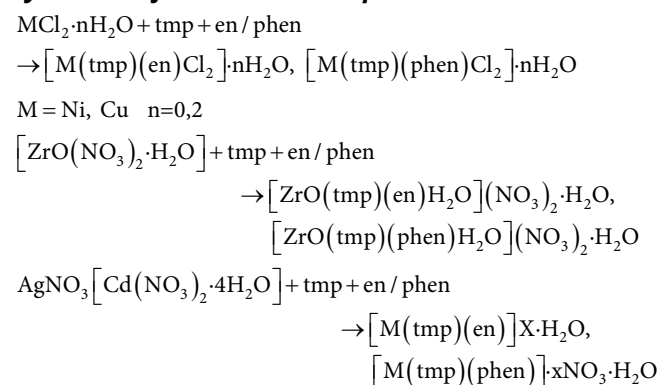 MCl₂·nH₂O + tmp + en / phen
→[M(tmp)(en)Cl₂]·nH₂O, [M(tmp)(phen)Cl₂]·nH₂O
M = Ni, Cu n=0,2
[ZrO(NO₃)₂·H₂O] + tmp + en / phen
→[ZrO(tmp)(en)H₂O](NO₃)₂·H₂O,
[ZrO(tmp)(phen)H₂O](NO₃)₂·H₂O
AgNO₃[Cd(NO₃)₂·4H₂O] + tmp + en / phen
→[M(tmp)(en)]X·H₂O,
[M(tmp)(phen)]·xNO₃·H₂O